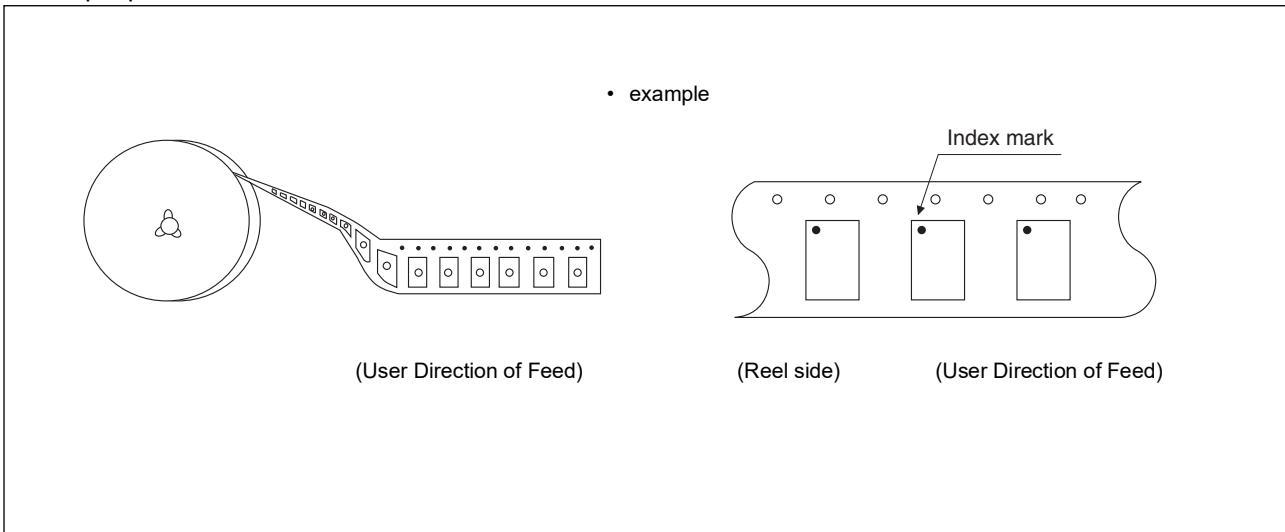 • example
Index mark
(User Direction of Feed)
(Reel side)
(User Direction of Feed)